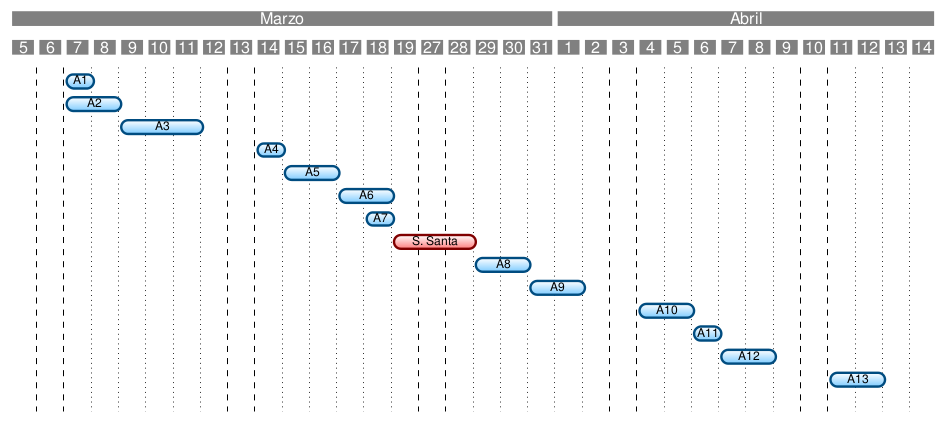 Marzo Abril
5 6 7 8 9 10 11 12 13 14 15 16 17 18 19 27 28 29 30 31 1 2 3 4 5 6 7 8 9 10 11 12 13 14
A1
A2
A3
A4
A5
A6
A7
S. Santa
A8
A9
A10
A11
A12
A13